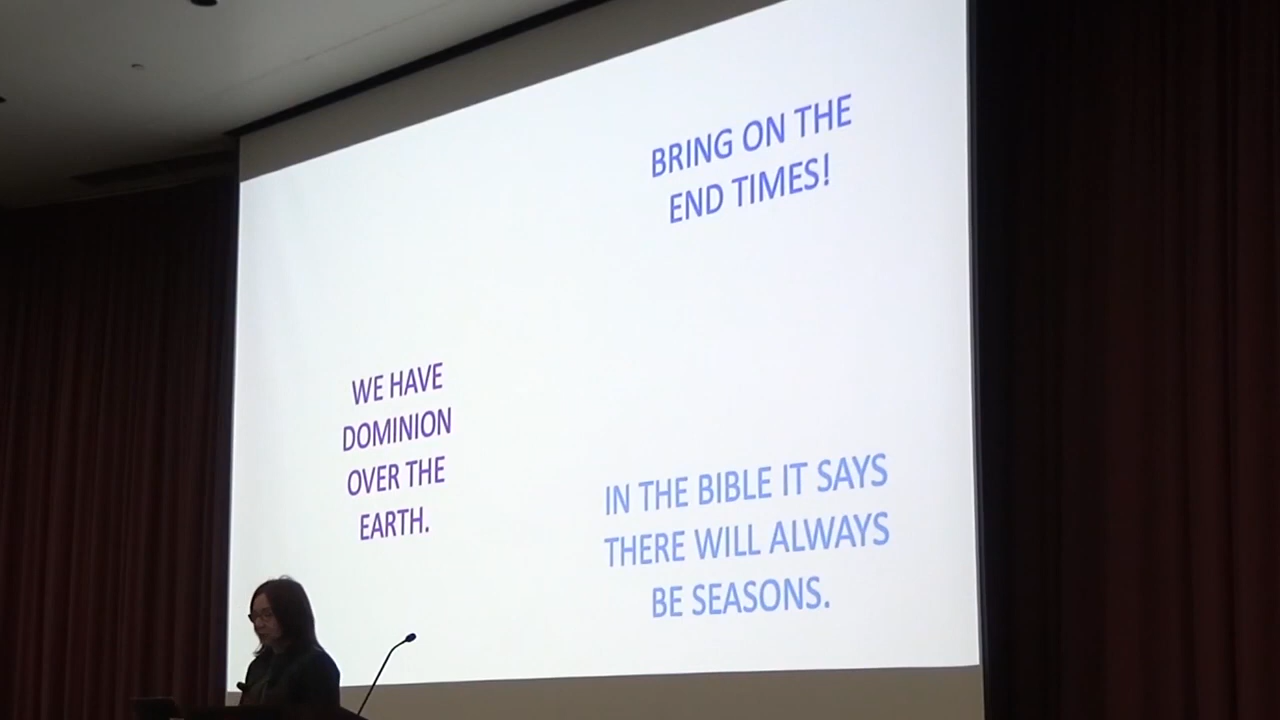 BRING ON THE
END TIMES!
WE HAVE
DOMINION
OVER THE
EARTH.
IN THE BIBLE IT SAYS
THERE WILL ALWAYS
BE SEASONS.